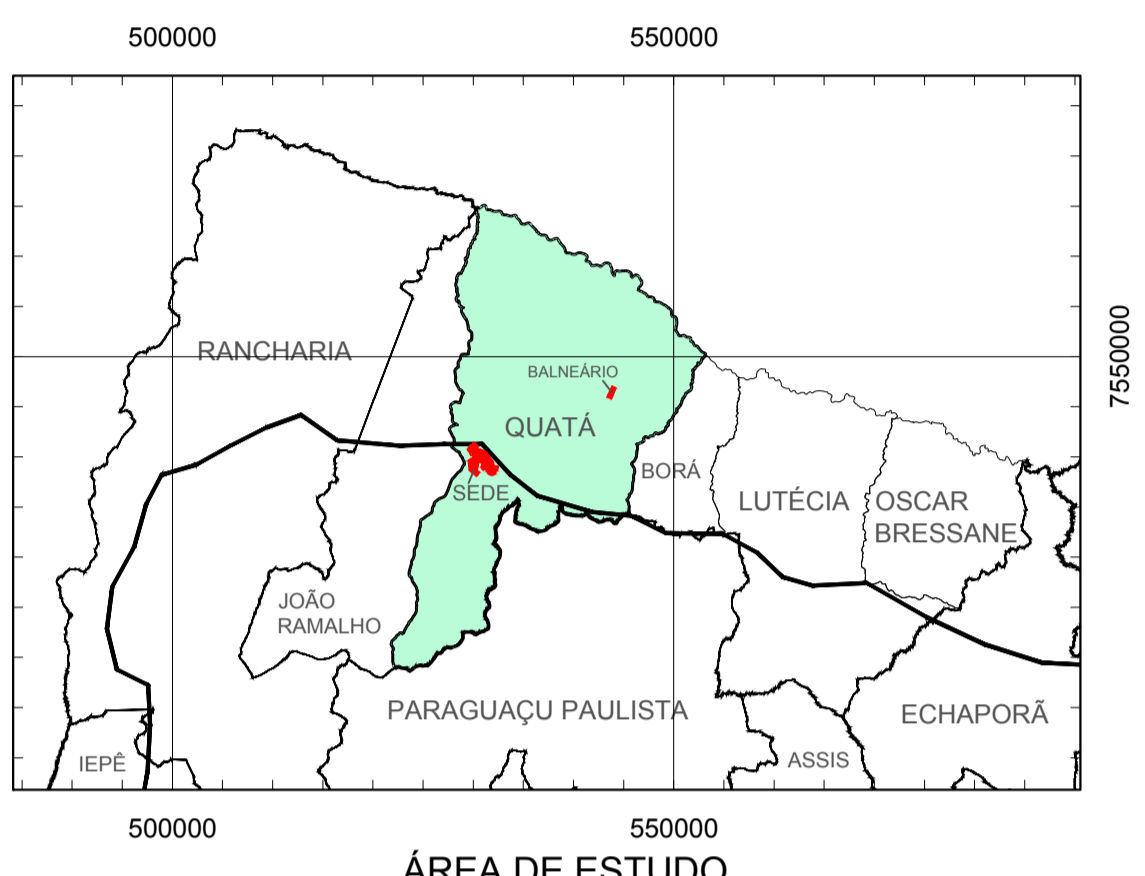 500000 550000
7550000
RANCHARIA
BALNEÁRIO
QUATÁ
BORÁ
SEDE
LUTÉCIA
OSCAR
BRESSANE
JOÃO
RAMALHO
PARAGUAÇU PAULISTA
ECHAPORÃ
IEPÊ
ASSIS
500000 550000
ÁREA DE ESTUDO